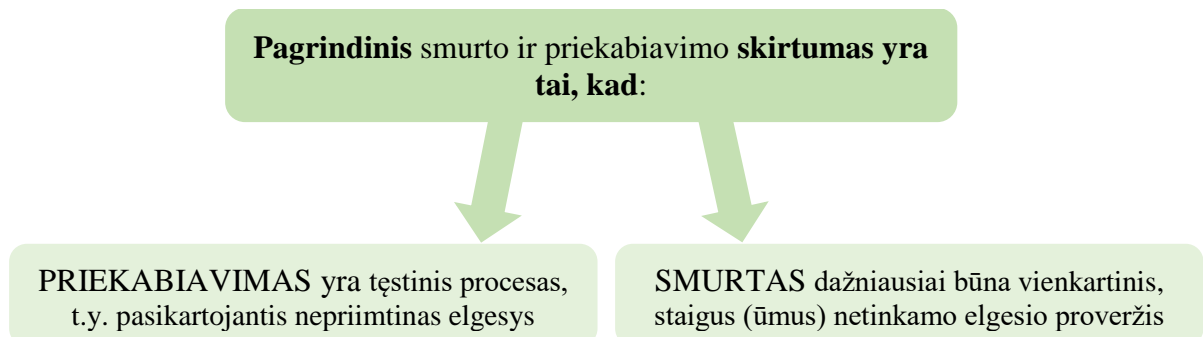 Pagrindinis smurto ir priekabiavimo skirtumas yra
tai, kad:
PRIEKABIAVIMAS yra tęstinis procesas,
t.y. pasikartojantis nepriimtinas elgesys
SMURTAS dažniausiai būna vienkartinis,
staigus (ūmus) netinkamo elgesio proveržis